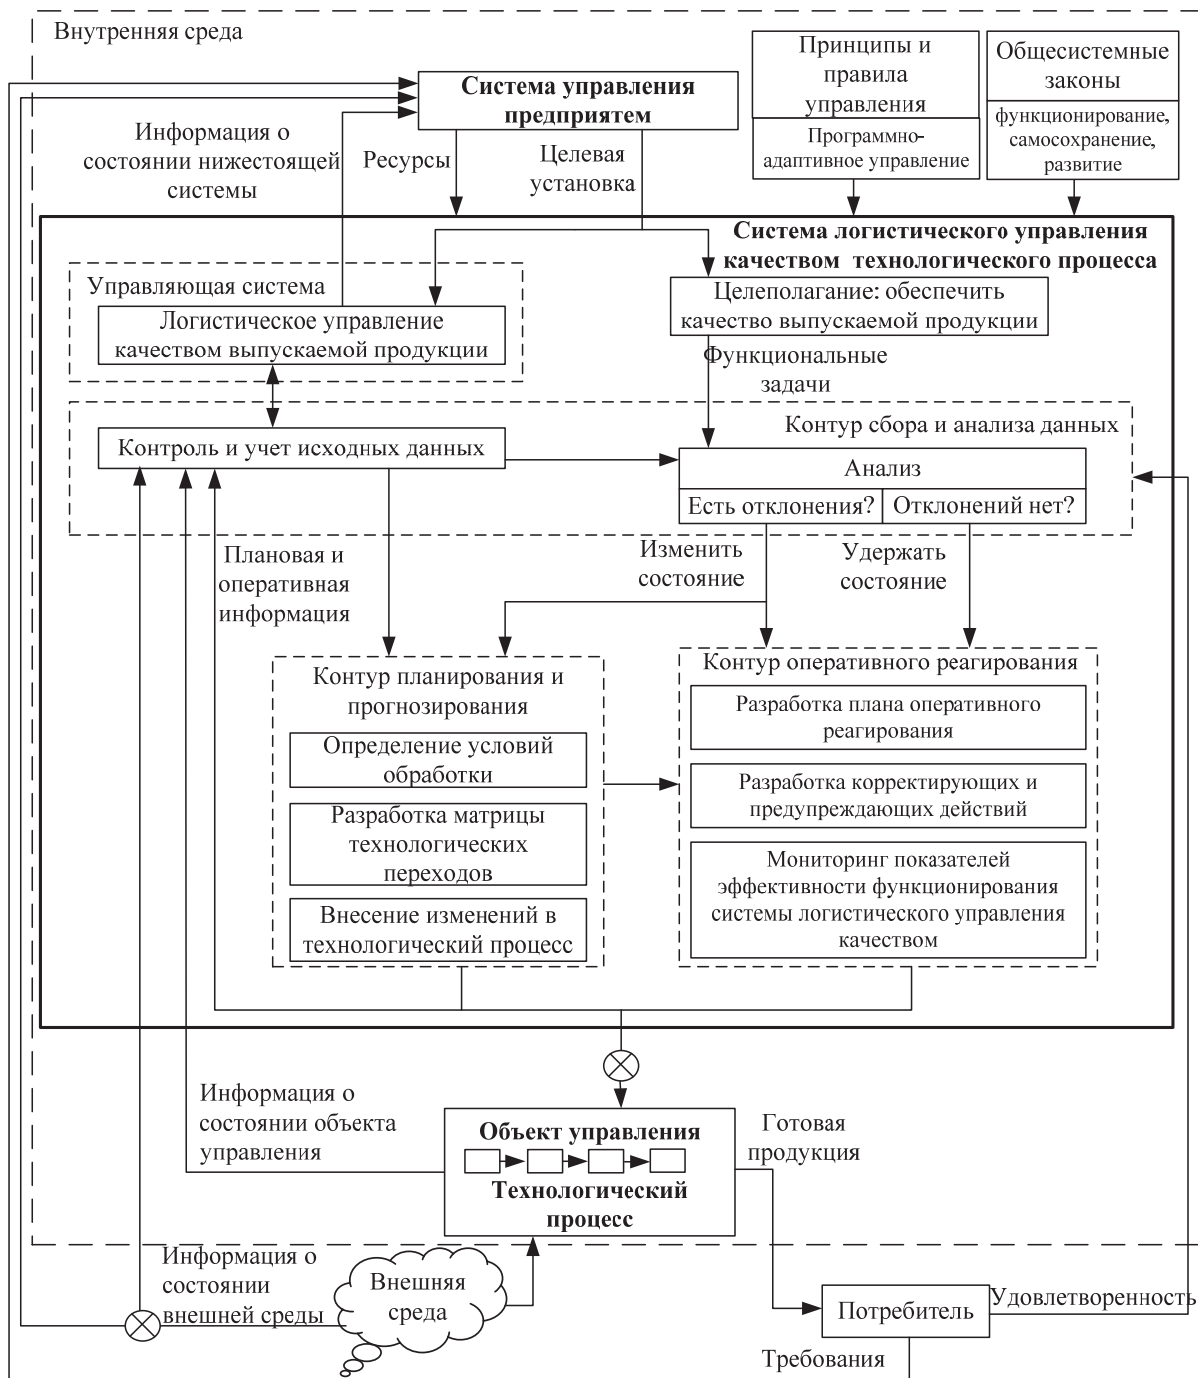 Внутренняя среда
Принципы и
правила
управления
Программно-
адаптивное управление
Общесистемные
законы
функционирование,
самосохранение,
развитие
Система управления
предприятем
Информация о
состоянии нижестоящей
системы
Ресурсы
Целевая
установка
Система логистического управления
качеством технологического процесса
Управляющая система
Логистическое управление
качеством выпускаемой продукции
Целеполагание: обеспечить
качество выпускаемой продукции
Функциональные
задачи
Контур сбора и анализа данных
Контроль и учет исходных данных
Анализ
Есть отклонения?
Отклонений нет?
Плановая и
оперативная
информация
Изменить
состояние
Удержать
состояние
Контур планирования и
прогнозирования
Определение условий
обработки
Разработка матрицы
технологических
переходов
Внесение изменений в
технологический процесс
Контур оперативного реагирования
Разработка плана оперативного
реагирования
Разработка корректирующих и
предупреждающих действий
Мониторинг показателей
эффективности функционирования
системы логистического управления
качеством
Информация о
состоянии объекта
управления
Объект управления
Технологический
процесс
Готовая
продукция
Информация о
состоянии
внешней среды
Внешняя
среда
Потребитель
Удовлетворенность
Требования